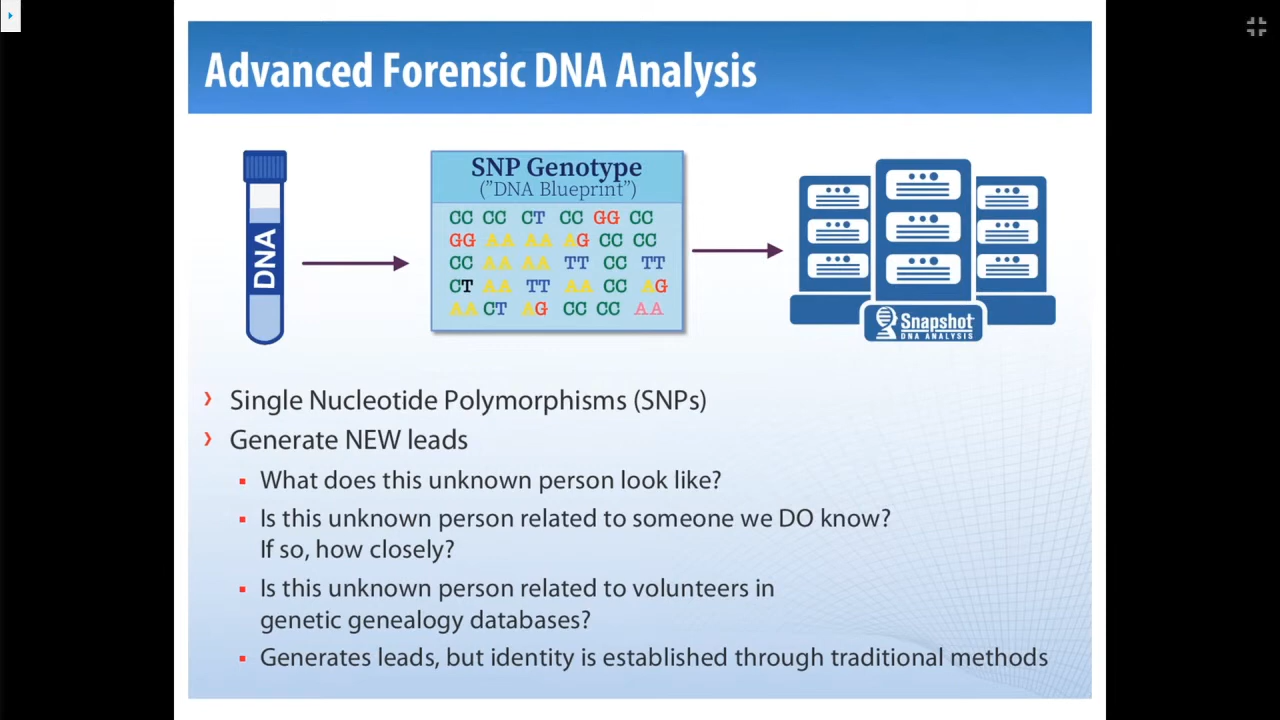 Advanced Forensic DNA Analysis
DNA
SNP Genotype
("DNA Blueprint")
CC CC CT CC GG CC
GG AA AA AG CC CC
CC AA AA TT CC TT
CT AA TT AA CC AG
AA CT AG CC CC AA
Snapshot
DNA ANALYSIS
› Single Nucleotide Polymorphisms (SNPs)
› Generate NEW leads
▪ What does this unknown person look like?
▪ Is this unknown person related to someone we DO know?
If so, how closely?
▪ Is this unknown person related to volunteers in
genetic genealogy databases?
▪ Generates leads, but identity is established through traditional methods